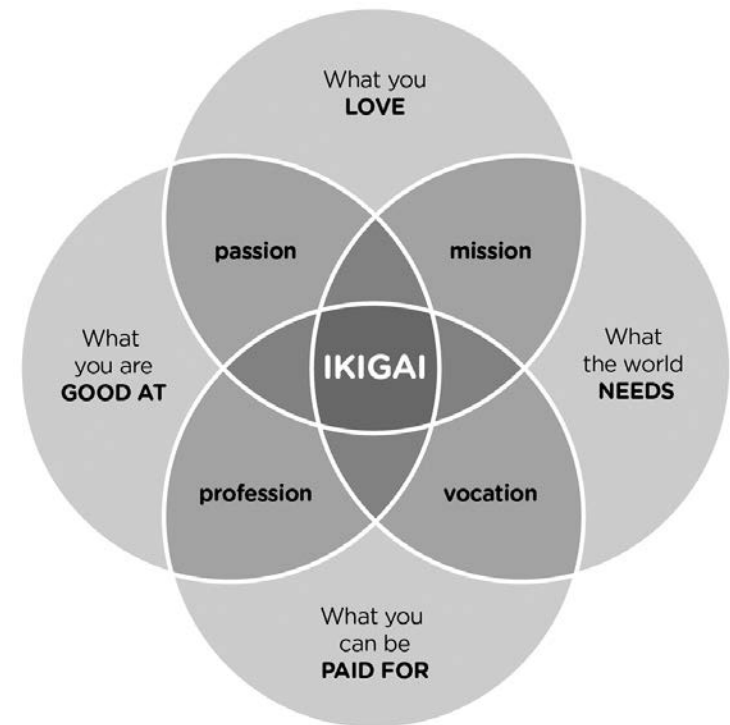 What you
LOVE
passion
mission
What
you are
GOOD AT
IKIGAI
What
the world
NEEDS
profession
vocation
What you
can be
PAID FOR